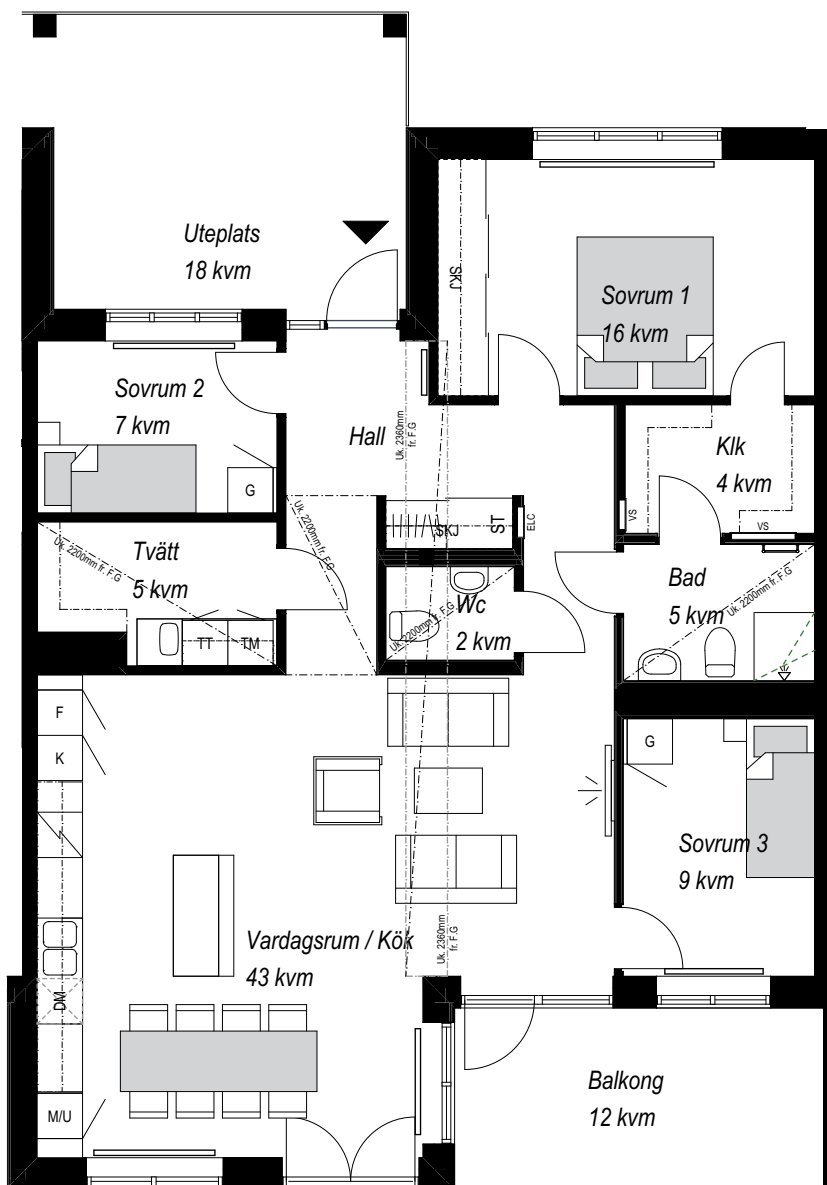 Uteplats
18 kvm
SKJ
Sovrum 1
16 kvm
Sovrum 2
7 kvm
G
Hall
Uk. 2360mm
fr. F.G
Klk
4 kvm
VS
VS
SKJ
ST
ELC
Uk. 2200mm fr. F.G
Tvätt
5 kvm
Uk. 2200mm fr. F.G
TT
TM
Wc
2 kvm
Uk. 2200mm fr. F.G
Bad
5 kvm
Uk. 2200mm fr. F.G
F
K
G
Sovrum 3
9 kvm
Vardagsrum / Kök
43 kvm
Uk. 2360mm
fr. F.G
DM
M/U
Balkong
12 kvm